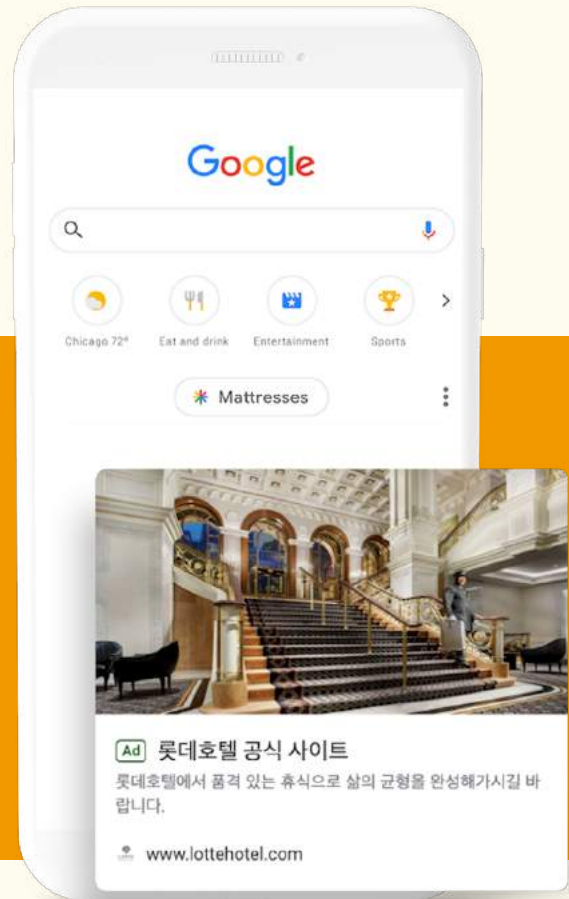 Google
Chicago 72°
Eat and drink
Entertainment
Sports
Mattresses
Ad 롯데호텔 공식 사이트
롯데호텔에서 품격 있는 휴식으로 삶의 균형을 완성해가시길 바
랍니다.
www.lottehotel.com